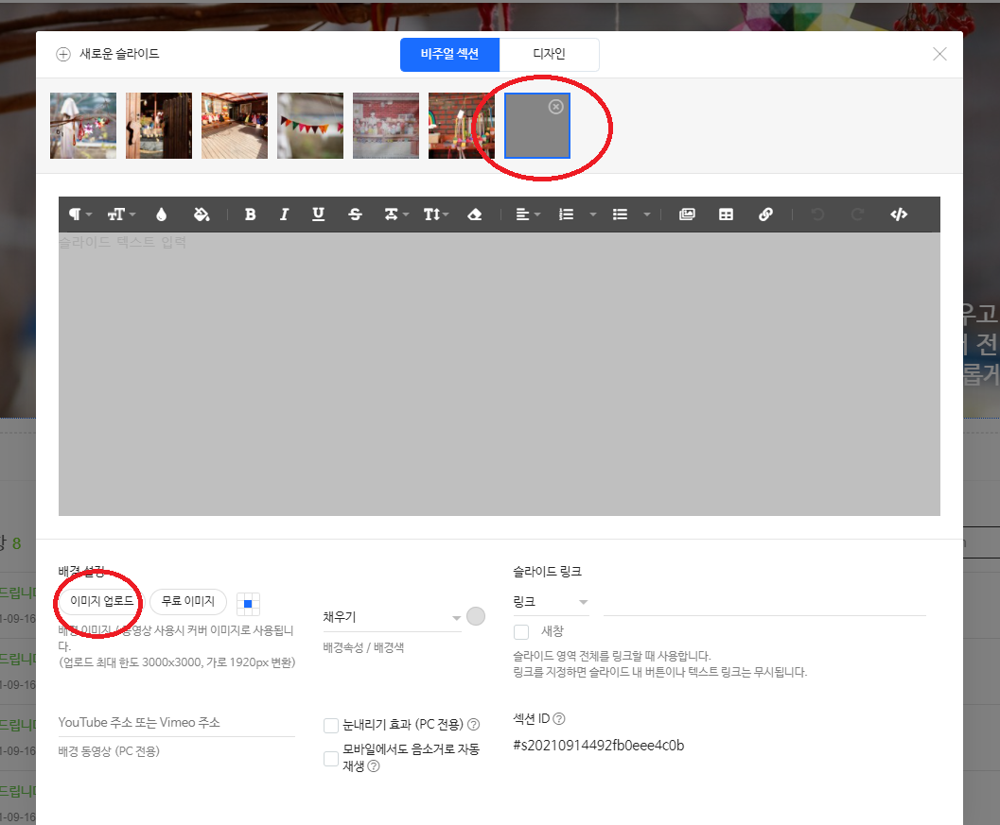 새로운 슬라이드
비주얼 섹션
디자인
슬라이드 텍스트 입력
우고
전
롭게
8
드립니다
1-09-16
드립니다
1-09-16
드립니다
1-09-16
드립니다
1-09-16
배경 설정
이미지 업로드
무료 이미지
배경 이미지 / 동영상 사용시 커버 이미지로 사용됩니
다.
(업로드 최대 한도 3000x3000, 가로 1920px 변환)
채우기
배경속성 / 배경색
슬라이드 링크
링크
새창
슬라이드 영역 전체를 링크할 때 사용합니다.
링크를 지정하면 슬라이드 내 버튼이나 텍스트 링크는 무시됩니다.
YouTube 주소 또는 Vimeo 주소
배경 동영상 (PC 전용)
눈내리기 효과 (PC 전용)
모바일에서도 음소거로 자동
재생
섹션 ID
#s20210914492fb0eee4c0b